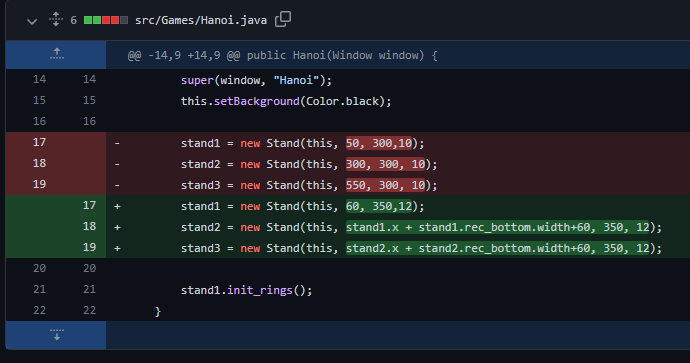 6 src/Games/Hanoi.java
@@ -14,9 +14,9 @@ public Hanoi(Window window) {
14 14 super(window, "Hanoi");
15 15 this.setBackground(Color.black);
16 16
17 - stand1 = new Stand(this, 50, 300,10);
18 - stand2 = new Stand(this, 300, 300, 10);
19 - stand3 = new Stand(this, 550, 300, 10);
17 + stand1 = new Stand(this, 60, 350,12);
18 + stand2 = new Stand(this, stand1.x + stand1.rec_bottom.width+60, 350, 12);
19 + stand3 = new Stand(this, stand2.x + stand2.rec_bottom.width+60, 350, 12);
20 20
21 21 stand1.init_rings();
22 22 }